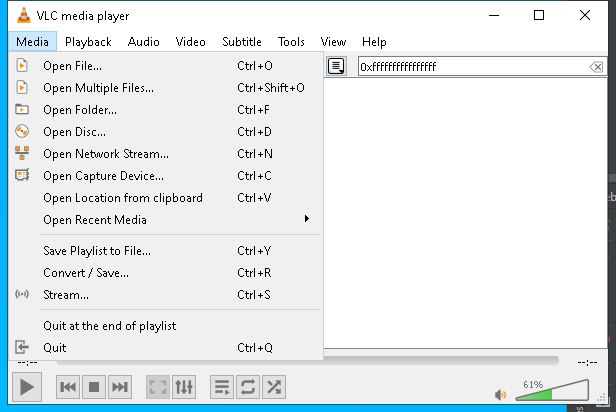 VLC media player
Media Playback Audio Video Subtitle Tools View Help
Open File... Ctrl+O
0xfffffffffffffff
Open Multiple Files... Ctrl+Shift+O
Open Folder... Ctrl+F
Open Disc... Ctrl+D
Open Network Stream... Ctrl+N
Open Capture Device... Ctrl+C
Open Location from clipboard Ctrl+V
Open Recent Media
Save Playlist to File... Ctrl+Y
Convert / Save... Ctrl+R
Stream... Ctrl+S
Quit at the end of playlist
Quit Ctrl+Q
--:-- --:--
61%